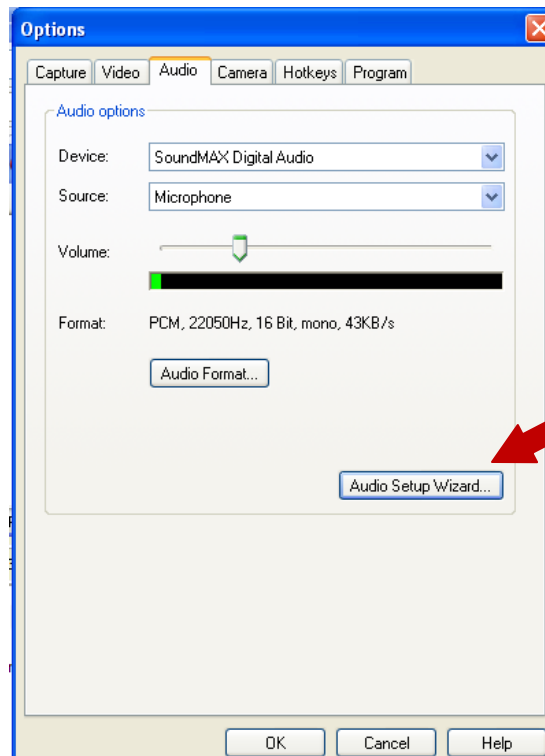 Options
Capture Video Audio Camera Hotkeys Program
Audio options
Device: SoundMAX Digital Audio
Source: Microphone
Volume:
Format: PCM, 22050Hz, 16 Bit, mono, 43KB/s
Audio Format...
Audio Setup Wizard...
OK Cancel Help